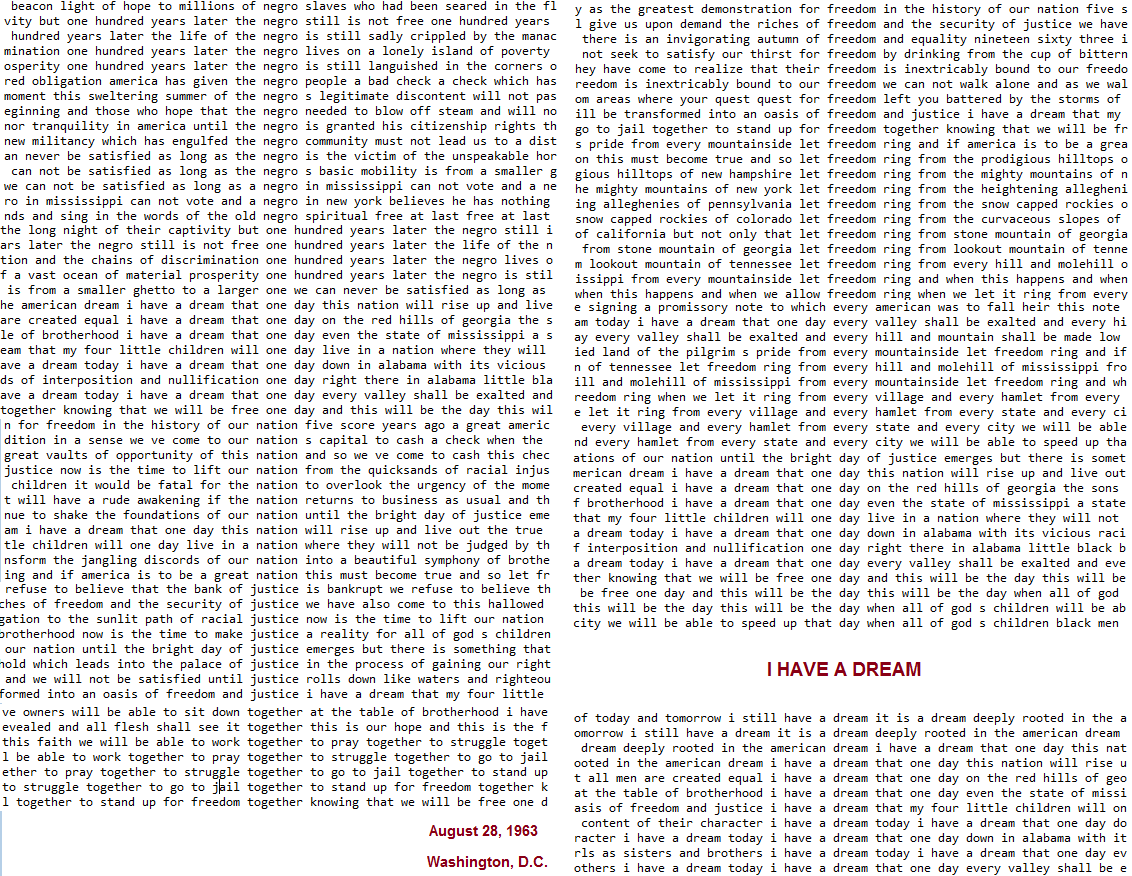 beacon light of hope to millions of negro slaves who had been seared in the fl
vity but one hundred years later the negro still is not free one hundred years
hundred years later the life of the negro is still sadly crippled by the manac
mination one hundred years later the negro lives on a lonely island of poverty
osperity one hundred years later the negro is still languished in the corners o
red obligation america has given the negro people a bad check a check which has
moment this sweltering summer of the negro s legitimate discontent will not pas
eginning and those who hope that the negro needed to blow off steam and will no
nor tranquility in america until the negro is granted his citizenship rights th
new militancy which has engulfed the negro community must not lead us to a dist
an never be satisfied as long as the negro is the victim of the unspeakable hor
can not be satisfied as long as the negro s basic mobility is from a smaller g
we can not be satisfied as long as a negro in mississippi can not vote and a ne
ro in mississippi can not vote and a negro in new york believes he has nothing
nds and sing in the words of the old negro spiritual free at last free at last
the long night of their captivity but one hundred years later the negro still i
ars later the negro still is not free one hundred years later the life of the n
tion and the chains of discrimination one hundred years later the negro lives o
f a vast ocean of material prosperity one hundred years later the negro is stil
is from a smaller ghetto to a larger one we can never be satisfied as long as
he american dream i have a dream that one day this nation will rise up and live
are created equal i have a dream that one day on the red hills of georgia the s
le of brotherhood i have a dream that one day even the state of mississippi a s
eam that my four little children will one day live in a nation where they will
ave a dream today i have a dream that one day down in alabama with its vicious
ds of interposition and nullification one day right there in alabama little bla
ave a dream today i have a dream that one day every valley shall be exalted and
together knowing that we will be free one day and this will be the day this wil
n for freedom in the history of our nation five score years ago a great americ
dition in a sense we ve come to our nation s capital to cash a check when the
great vaults of opportunity of this nation and so we ve come to cash this chec
justice now is the time to lift our nation from the quicksands of racial injus
children it would be fatal for the nation to overlook the urgency of the mome
t will have a rude awakening if the nation returns to business as usual and th
nue to shake the foundations of our nation until the bright day of justice eme
am i have a dream that one day this nation will rise up and live out the true
tle children will one day live in a nation where they will not be judged by th
nsform the jangling discords of our nation into a beautiful symphony of brothe
ing and if america is to be a great nation this must become true and so let fr
refuse to believe that the bank of justice is bankrupt we refuse to believe th
ches of freedom and the security of justice we have also come to this hallowed
gation to the sunlit path of racial justice now is the time to lift our nation
brotherhood now is the time to make justice a reality for all of god s children
our nation until the bright day of justice emerges but there is something that
hold which leads into the palace of justice in the process of gaining our right
and we will not be satisfied until justice rolls down like waters and righteou
formed into an oasis of freedom and justice i have a dream that my four little
ve owners will be able to sit down together at the table of brotherhood i have
evealed and all flesh shall see it together this is our hope and this is the f
this faith we will be able to work together to pray together to struggle toget
l be able to work together to pray together to struggle together to go to jail
ether to pray together to struggle together to go to jail together to stand up
to struggle together to go to jail together to stand up for freedom together k
l together to stand up for freedom together knowing that we will be free one d
August 28, 1963
Washington, D.C.
y as the greatest demonstration for freedom in the history of our nation five s
l give us upon demand the riches of freedom and the security of justice we have
there is an invigorating autumn of freedom and equality nineteen sixty three i
not seek to satisfy our thirst for freedom by drinking from the cup of bittern
hey have come to realize that their freedom is inextricably bound to our freedo
reedom is inextricably bound to our freedom we can not walk alone and as we wal
om areas where your quest quest for freedom left you battered by the storms of
ill be transformed into an oasis of freedom and justice i have a dream that my
go to jail together to stand up for freedom together knowing that we will be fr
s pride from every mountainside let freedom ring and if america is to be a grea
on this must become true and so let freedom ring from the prodigious hilltops o
gious hilltops of new hampshire let freedom ring from the mighty mountains of n
he mighty mountains of new york let freedom ring from the heightening allegheni
ing alleghenies of pennsylvania let freedom ring from the snow capped rockies o
snow capped rockies of colorado let freedom ring from the curvaceous slopes of
of california but not only that let freedom ring from stone mountain of georgia
from stone mountain of georgia let freedom ring from lookout mountain of tenne
m lookout mountain of tennessee let freedom ring from every hill and molehill o
issippi from every mountainside let freedom ring and when this happens and when
when this happens and when we allow freedom ring when we let it ring from every
e signing a promissory note to which every american was to fall heir this note
am today i have a dream that one day every valley shall be exalted and every hi
ay every valley shall be exalted and every hill and mountain shall be made low
ied land of the pilgrim s pride from every mountainside let freedom ring and if
n of tennessee let freedom ring from every hill and molehill of mississippi fro
ill and molehill of mississippi from every mountainside let freedom ring and wh
reedom ring when we let it ring from every village and every hamlet from every
e let it ring from every village and every hamlet from every state and every ci
every village and every hamlet from every state and every city we will be able
nd every hamlet from every state and every city we will be able to speed up tha
ations of our nation until the bright day of justice emerges but there is somet
merican dream i have a dream that one day this nation will rise up and live out
created equal i have a dream that one day on the red hills of georgia the sons
f brotherhood i have a dream that one day even the state of mississippi a state
that my four little children will one day live in a nation where they will not
a dream today i have a dream that one day down in alabama with its vicious raci
f interposition and nullification one day right there in alabama little black b
a dream today i have a dream that one day every valley shall be exalted and eve
ther knowing that we will be free one day and this will be the day this will be
be free one day and this will be the day this will be the day when all of god
this will be the day this will be the day when all of god s children will be ab
city we will be able to speed up that day when all of god s children black men
I HAVE A DREAM
of today and tomorrow i still have a dream it is a dream deeply rooted in the a
omorrow i still have a dream it is a dream deeply rooted in the american dream
dream deeply rooted in the american dream i have a dream that one day this nat
ooted in the american dream i have a dream that one day this nation will rise u
t all men are created equal i have a dream that one day on the red hills of geo
at the table of brotherhood i have a dream that one day even the state of missi
asis of freedom and justice i have a dream that my four little children will on
content of their character i have a dream today i have a dream that one day do
racter i have a dream today i have a dream that one day down in alabama with it
rls as sisters and brothers i have a dream today i have a dream that one day ev
others i have a dream today i have a dream that one day every valley shall be e